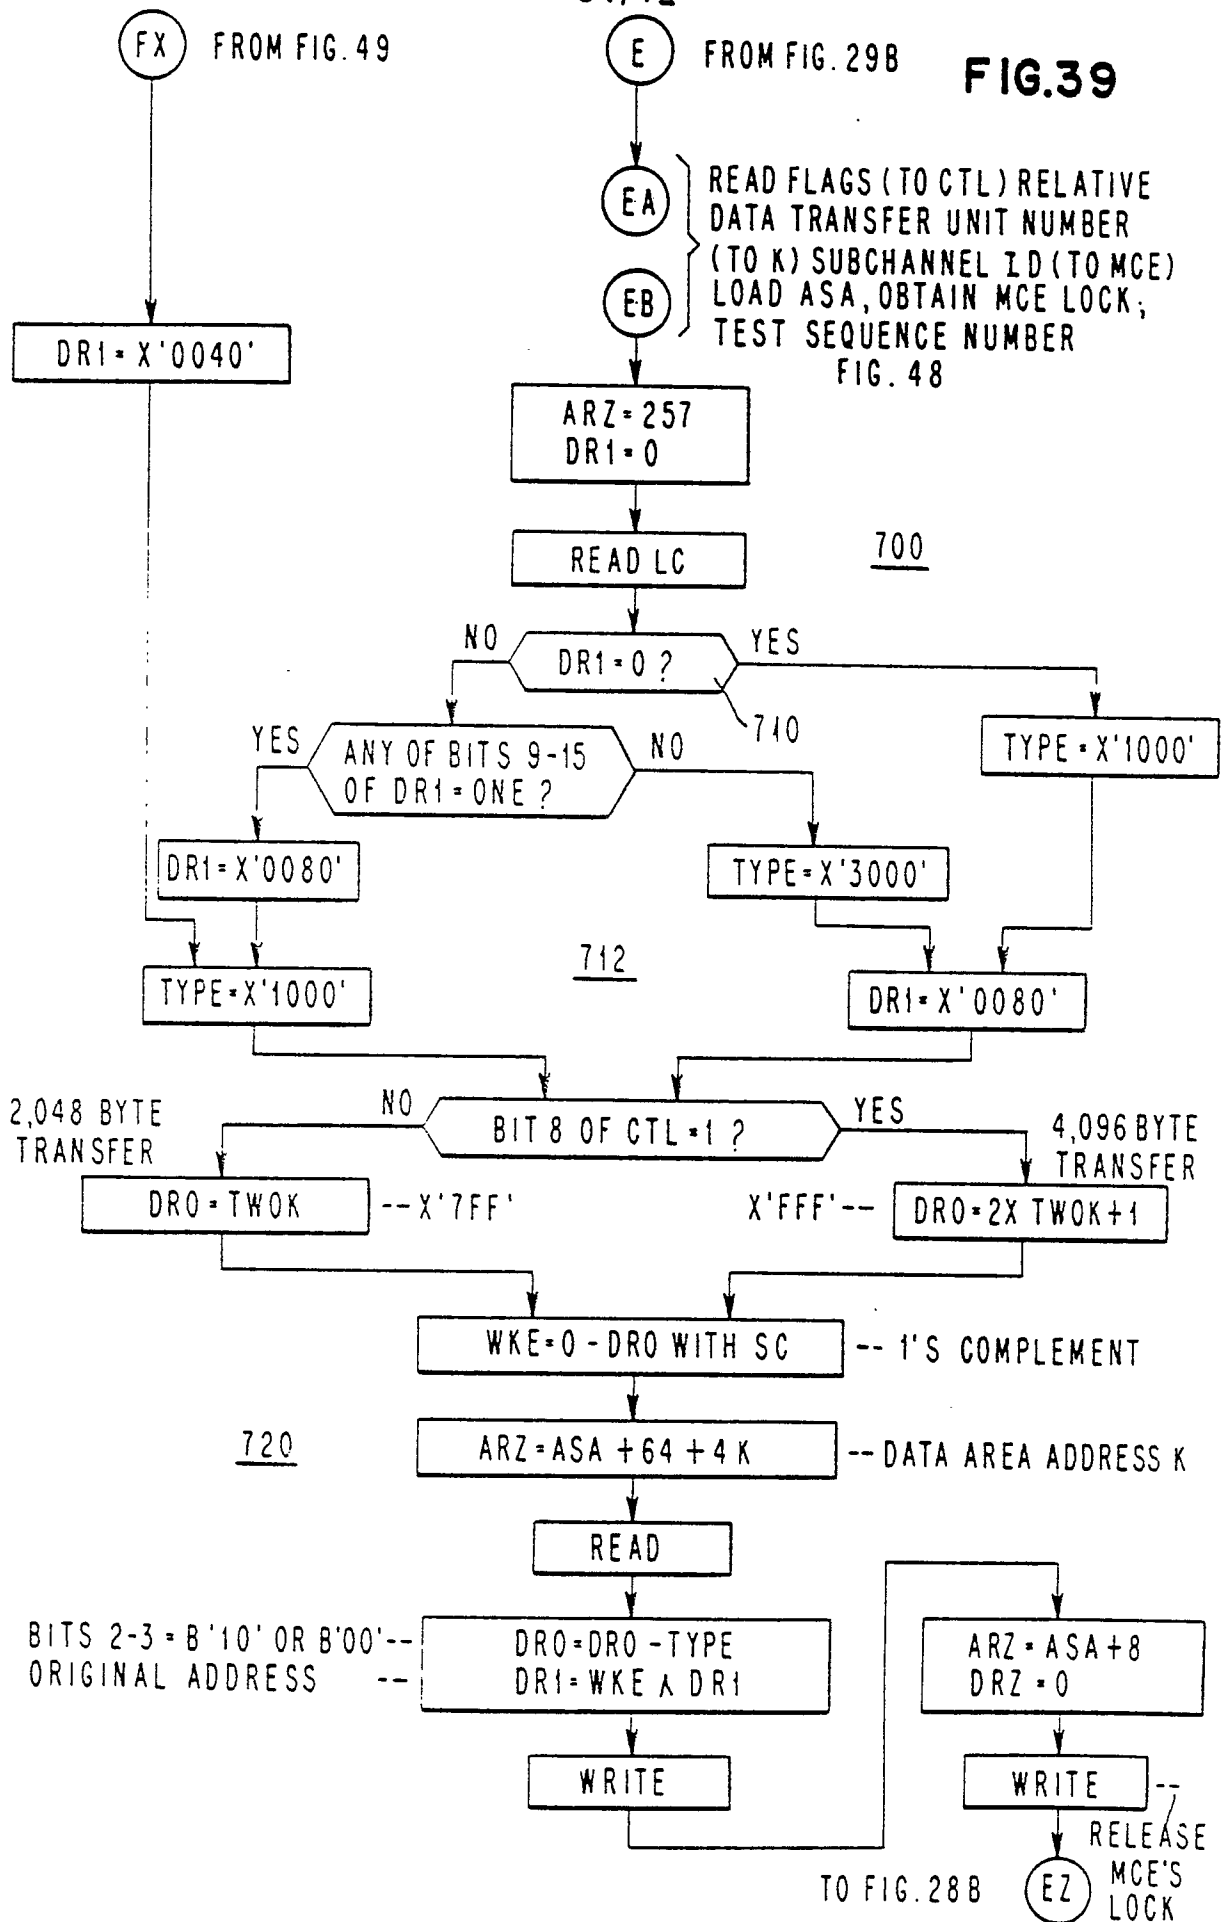 FX FROM FIG. 49
E FROM FIG. 29B
FIG.39
EA
EB
READ FLAGS (TO CTL) RELATIVE
DATA TRANSFER UNIT NUMBER
(TO K) SUBCHANNEL ID (TO MCE)
LOAD ASA, OBTAIN MCE LOCK;
TEST SEQUENCE NUMBER
FIG. 48
DR1=X'0040'
ARZ=257
DR1=0
READ LC
700
NO
DR1=0 ?
YES
710
YES
ANY OF BITS 9-15
OF DR1=ONE ?
NO
TYPE=X'1000'
DR1=X'0080'
TYPE=X'3000'
712
TYPE=X'1000'
DR1=X'0080'
2,048 BYTE
TRANSFER
NO
BIT 8 OF CTL=1 ?
YES
4,096 BYTE
TRANSFER
DR0=TWOK --X'7FF'
X'FFF'-- DR0=2X TWOK+1
WKE=0-DR0 WITH SC -- 1'S COMPLEMENT
720
ARZ=ASA+64+4K --DATA AREA ADDRESS K
READ
BITS 2-3=B'10' OR B'00'--
ORIGINAL ADDRESS --
DR0=DR0-TYPE
DR1=WKE ∧ DR1
WRITE
ARZ=ASA+8
DRZ=0
WRITE --
RELEASE
MCE'S
LOCK
TO FIG.28B EZ